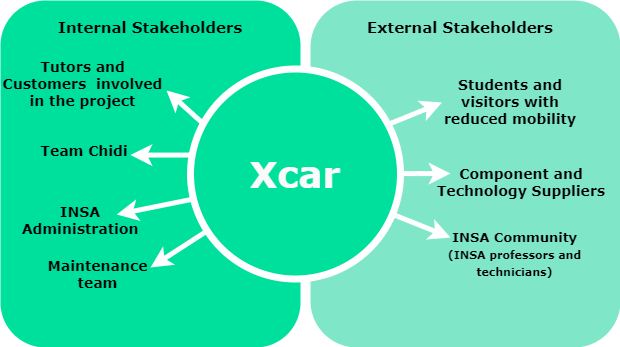 Internal Stakeholders
Tutors and
Customers involved
in the project
Team Chidi
INSA
Administration
Maintenance
team
Xcar
External Stakeholders
Students and
visitors with
reduced mobility
Component and
Technology Suppliers
INSA Community
(INSA professors and
technicians)